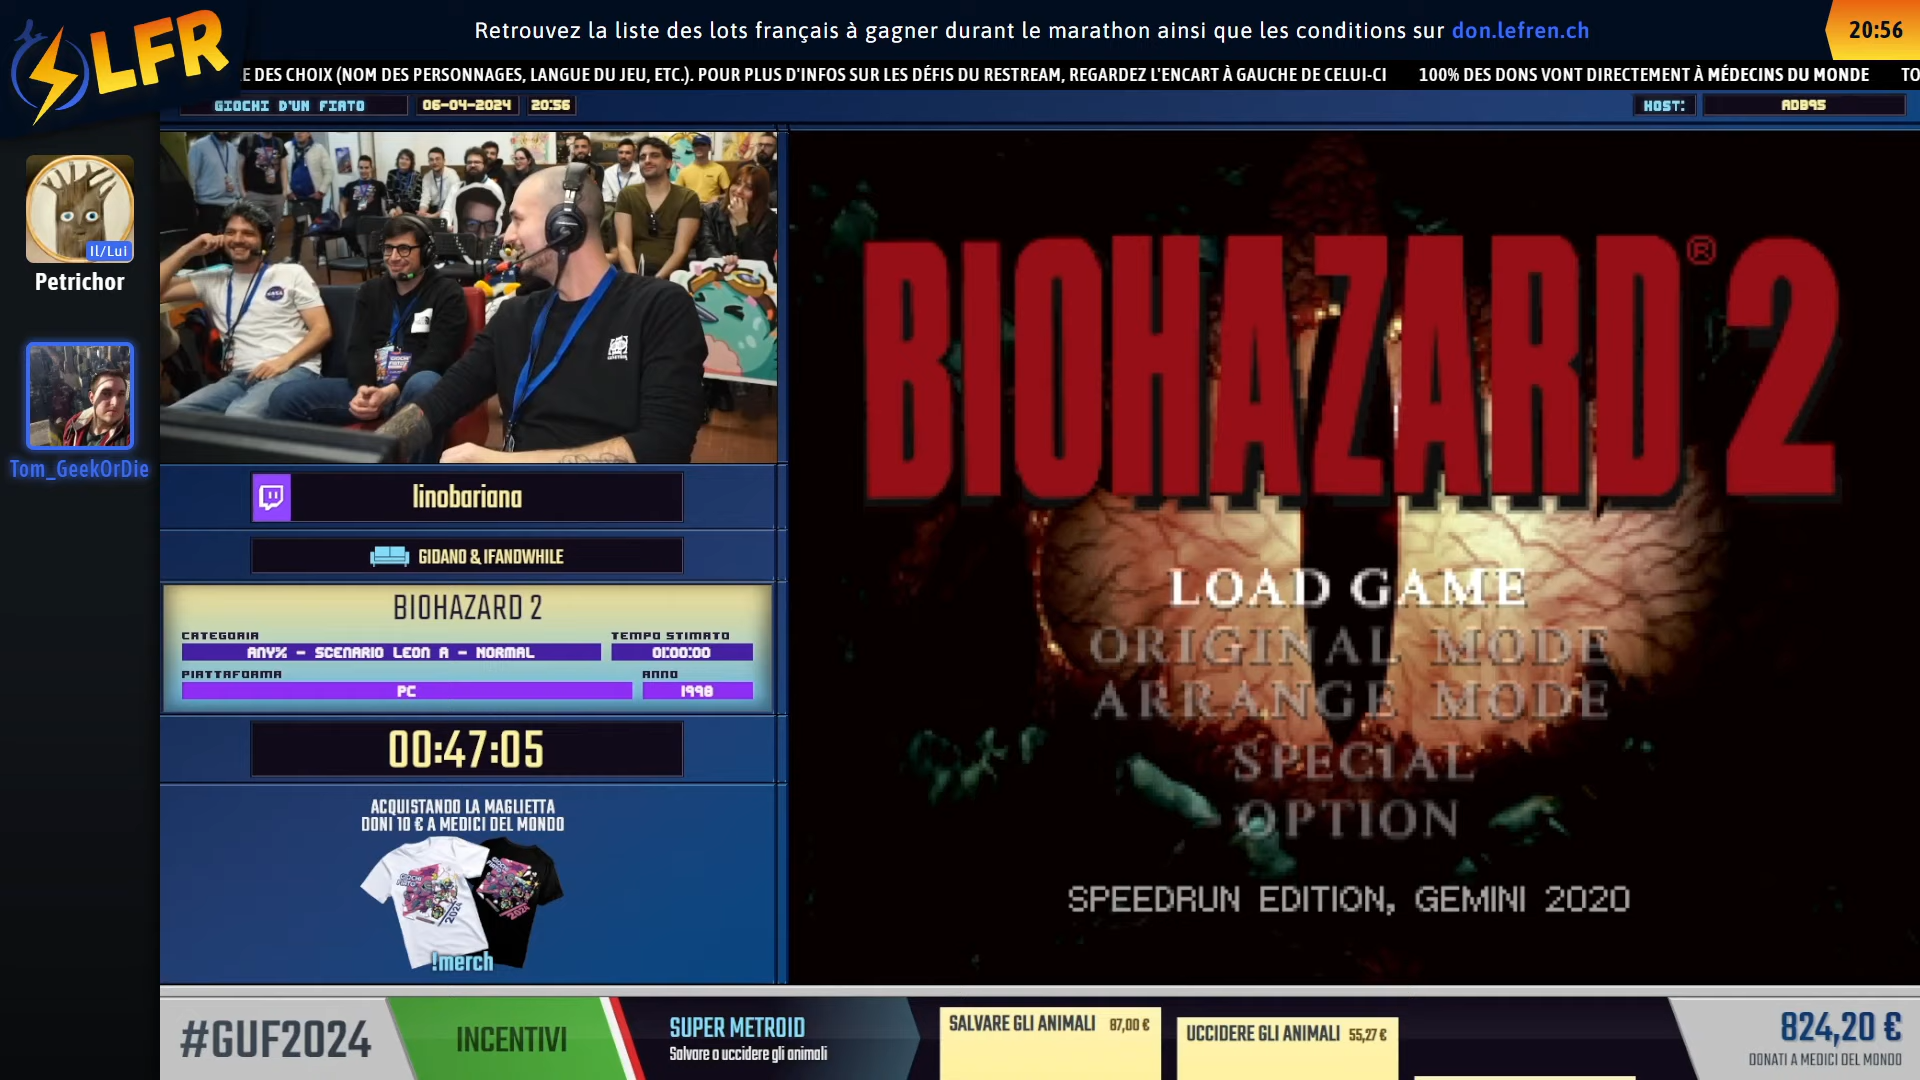 LFR
Retrouvez la liste des lots français à gagner durant le marathon ainsi que les conditions sur don.lefren.ch
20:56
E DES CHOIX (NOM DES PERSONNAGES, LANGUE DU JEU, ETC.). POUR PLUS D'INFOS SUR LES DÉFIS DU RESTREAM, REGARDEZ L'ENCART À GAUCHE DE CELUI-CI 100% DES DONS VONT DIRECTEMENT À MÉDECINS DU MONDE TO
GIOCHI D'UN FIATO 06-04-2024 20:56
HOST: ADB95
Il/Lui
Petrichor
Tom_GeekOrDie
NASA
linobariana
GIDANO & IFANDWHILE
BIOHAZARD 2
CATEGORIA TEMPO STIMATO
ANY% - SCENARIO LEON A - NORMAL 01:00:00
PIATTAFORMA ANNO
PC 1998
00:47:05
ACQUISTANDO LA MAGLIETTA
DONI 10 € A MEDICI DEL MONDO
2024
2024
!merch
BIOHAZARD® 2
LOAD GAME
ORIGINAL MODE
ARRANGE MODE
SPECIAL
OPTION
SPEEDRUN EDITION, GEMINI 2020
#GUF2024
INCENTIVI
SUPER METROID
Salvare o uccidere gli animali
SALVARE GLI ANIMALI 87,00 €
UCCIDERE GLI ANIMALI 55,27 €
824,20 €
DONATI A MEDICI DEL MONDO